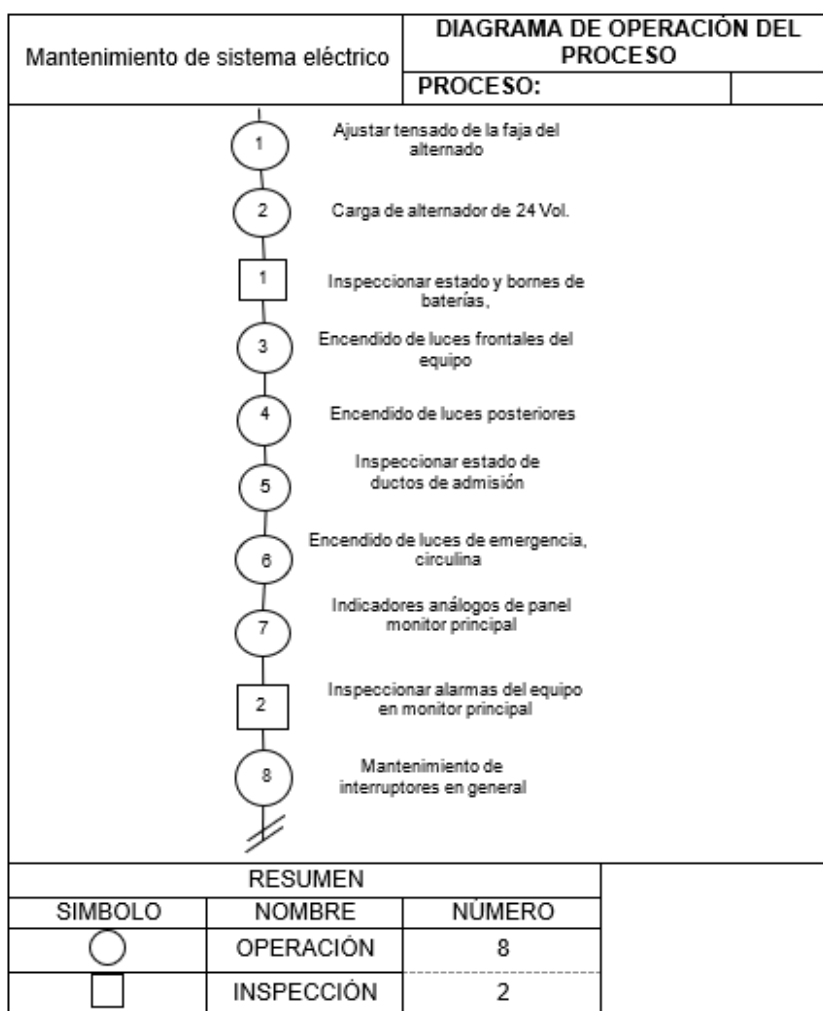 Mantenimiento de sistema eléctrico
DIAGRAMA DE OPERACIÓN DEL
PROCESO
PROCESO:
1
Ajustar tensado de la faja del
alternado
2
Carga de alternador de 24 Vol.
1
Inspeccionar estado y bornes de
baterías,
3
Encendido de luces frontales del
equipo
4
Encendido de luces posteriores
5
Inspeccionar estado de
ductos de admisión
6
Encendido de luces de emergencia,
circulina
7
Indicadores análogos de panel
monitor principal
2
Inspeccionar alarmas del equipo
en monitor principal
8
Mantenimiento de
interruptores en general
RESUMEN
SIMBOLO NOMBRE NÚMERO
OPERACIÓN 8
INSPECCIÓN 2